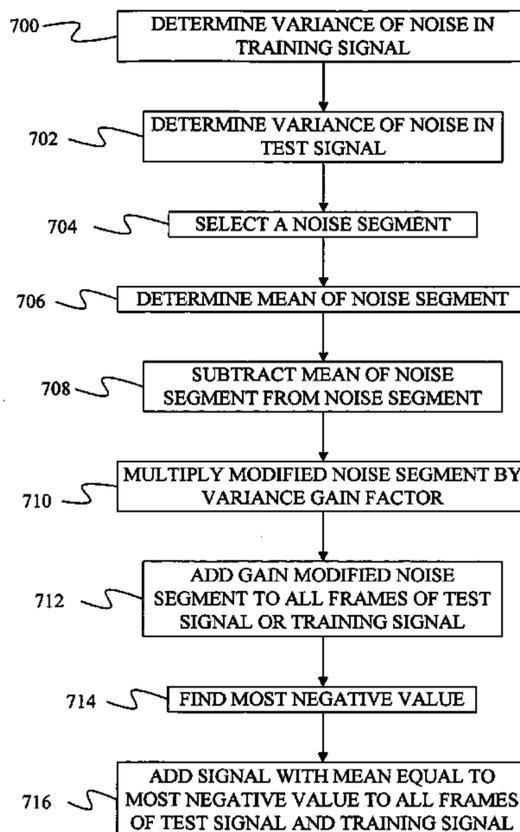 700
DETERMINE VARIANCE OF NOISE IN
TRAINING SIGNAL
702
DETERMINE VARIANCE OF NOISE IN
TEST SIGNAL
704
SELECT A NOISE SEGMENT
706
DETERMINE MEAN OF NOISE SEGMENT
708
SUBTRACT MEAN OF NOISE
SEGMENT FROM NOISE SEGMENT
710
MULTIPLY MODIFIED NOISE SEGMENT BY
VARIANCE GAIN FACTOR
712
ADD GAIN MODIFIED NOISE
SEGMENT TO ALL FRAMES OF TEST
SIGNAL OR TRAINING SIGNAL
714
FIND MOST NEGATIVE VALUE
716
ADD SIGNAL WITH MEAN EQUAL TO
MOST NEGATIVE VALUE TO ALL FRAMES
OF TEST SIGNAL AND TRAINING SIGNAL